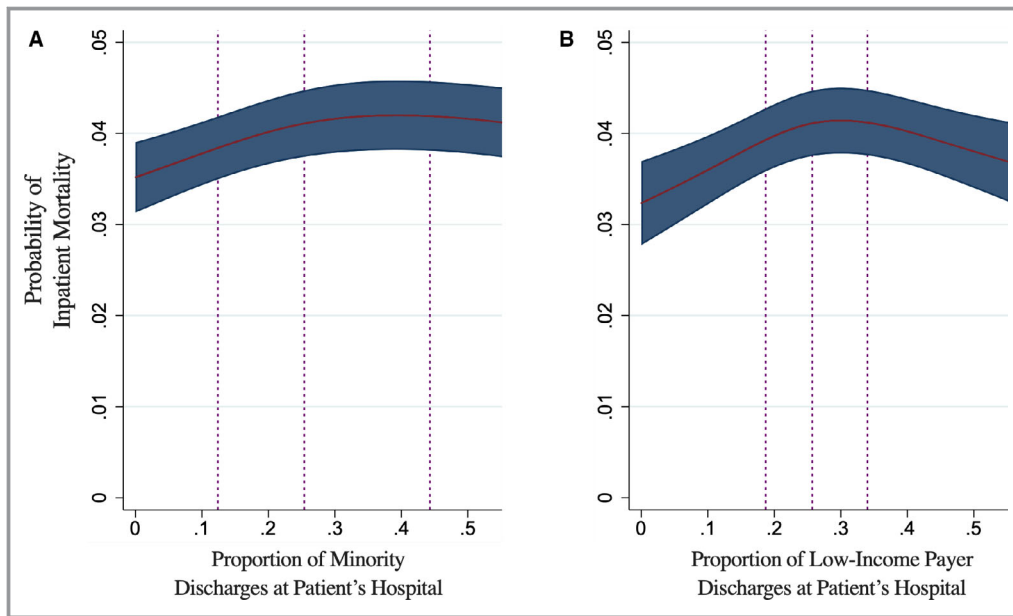 A
B
Probability of
Inpatient Mortality
.05
.04
.03
.02
.01
0
0 .1 .2 .3 .4 .5
Proportion of Minority
Discharges at Patient's Hospital
.05
.04
.03
.02
.01
0
0 .1 .2 .3 .4 .5
Proportion of Low-Income Payer
Discharges at Patient's Hospital